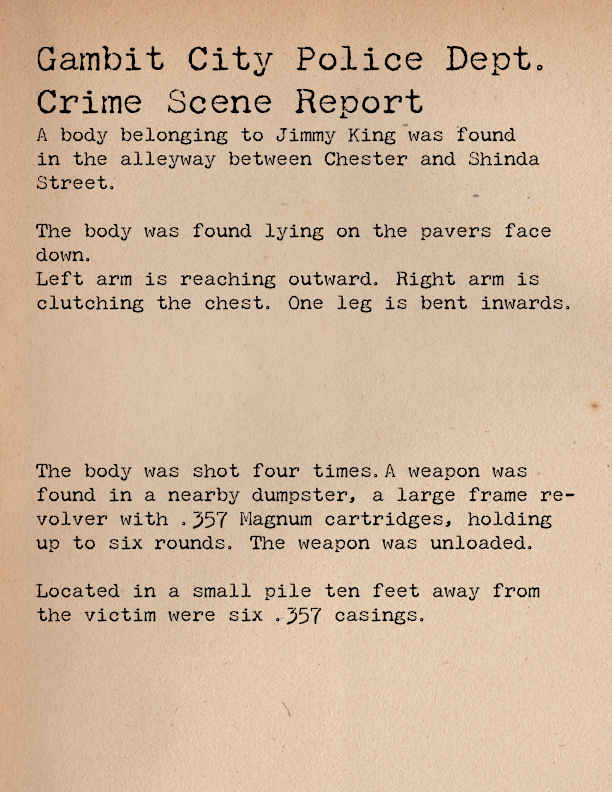 Gambit City Police Dept.
Crime Scene Report
A body belonging to Jimmy King was found
in the alleyway between Chester and Shinda
Street.
The body was found lying on the pavers face
down.
Left arm is reaching outward. Right arm is
clutching the chest. One leg is bent inwards.
The body was shot four times. A weapon was
found in a nearby dumpster, a large frame re-
volver with .357 Magnum cartridges, holding
up to six rounds. The weapon was unloaded.
Located in a small pile ten feet away from
the victim were six .357 casings.